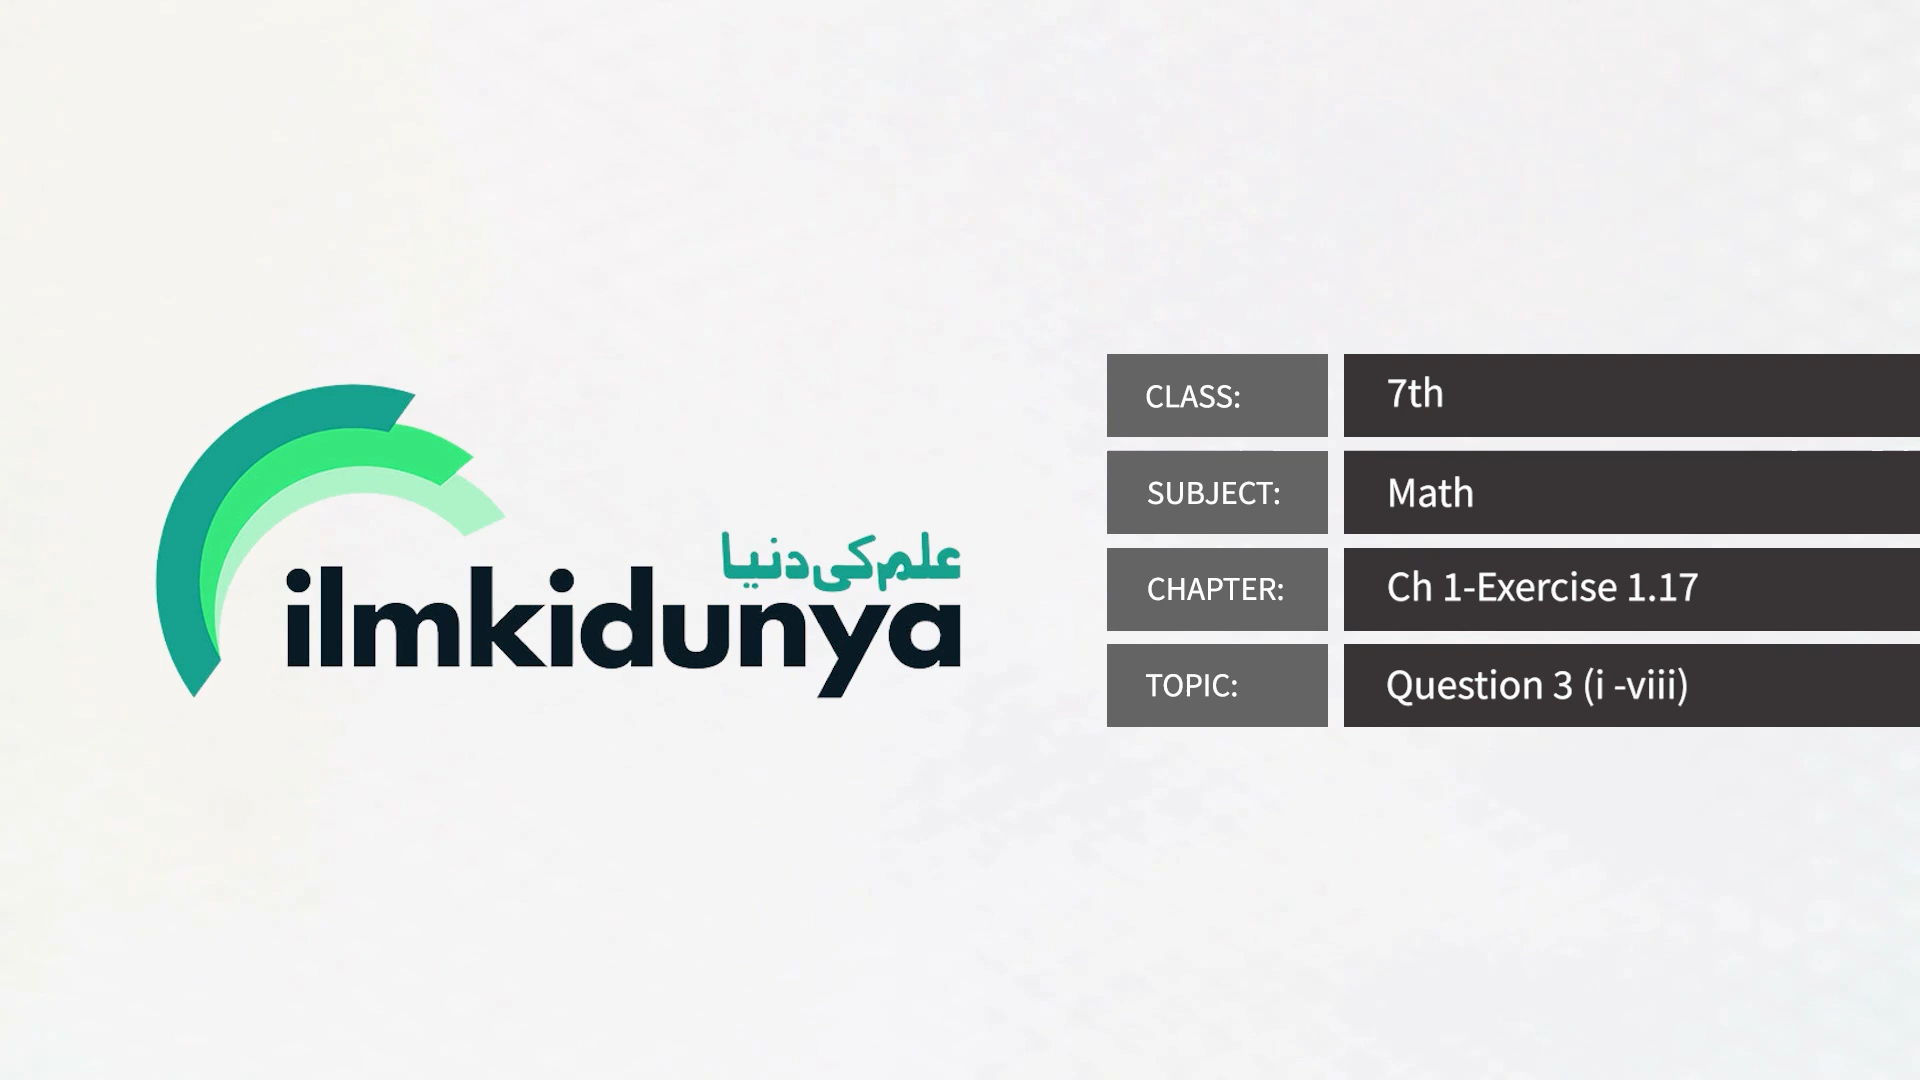 علم کی دنیا
ilmkidunya
CLASS: 7th
SUBJECT: Math
CHAPTER: Ch 1-Exercise 1.17
TOPIC: Question 3 (i -viii)